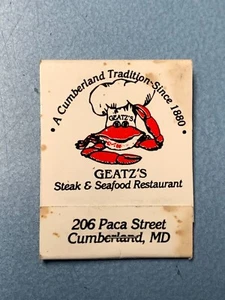 • A Cumberland Tradition Since 1880 •
GEATZ'S
GEATZ'S
Steak & Seafood Restaurant
206 Paca Street
Cumberland, MD